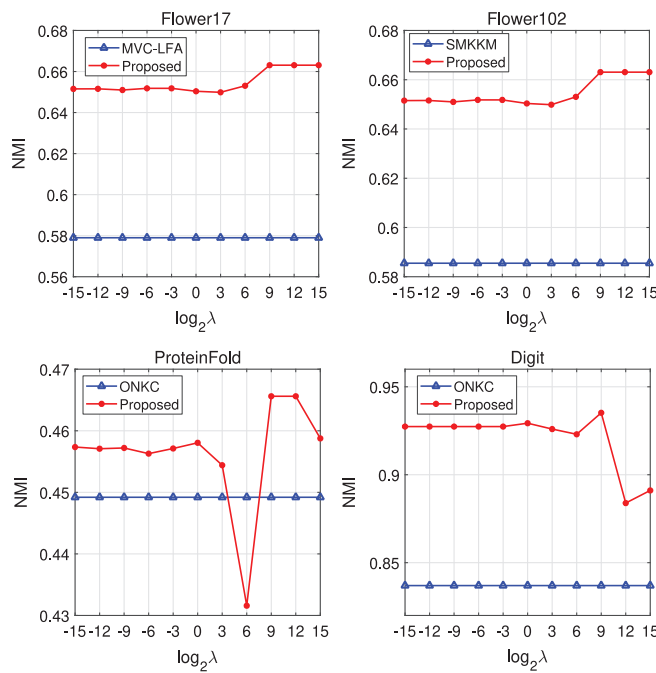 Flower17
0.68
0.66
0.64
0.62
0.6
0.58
0.56
NMI
MVC-LFA
Proposed
-15 -12 -9 -6 -3 0 3 6 9 12 15
log2λ
Flower102
0.68
0.66
0.64
0.62
0.6
0.58
NMI
SMKKM
Proposed
-15 -12 -9 -6 -3 0 3 6 9 12 15
log2λ
ProteinFold
0.47
0.46
0.45
0.44
0.43
NMI
ONKC
Proposed
-15 -12 -9 -6 -3 0 3 6 9 12 15
log2λ
Digit
0.95
0.9
0.85
NMI
ONKC
Proposed
-15 -12 -9 -6 -3 0 3 6 9 12 15
log2λ